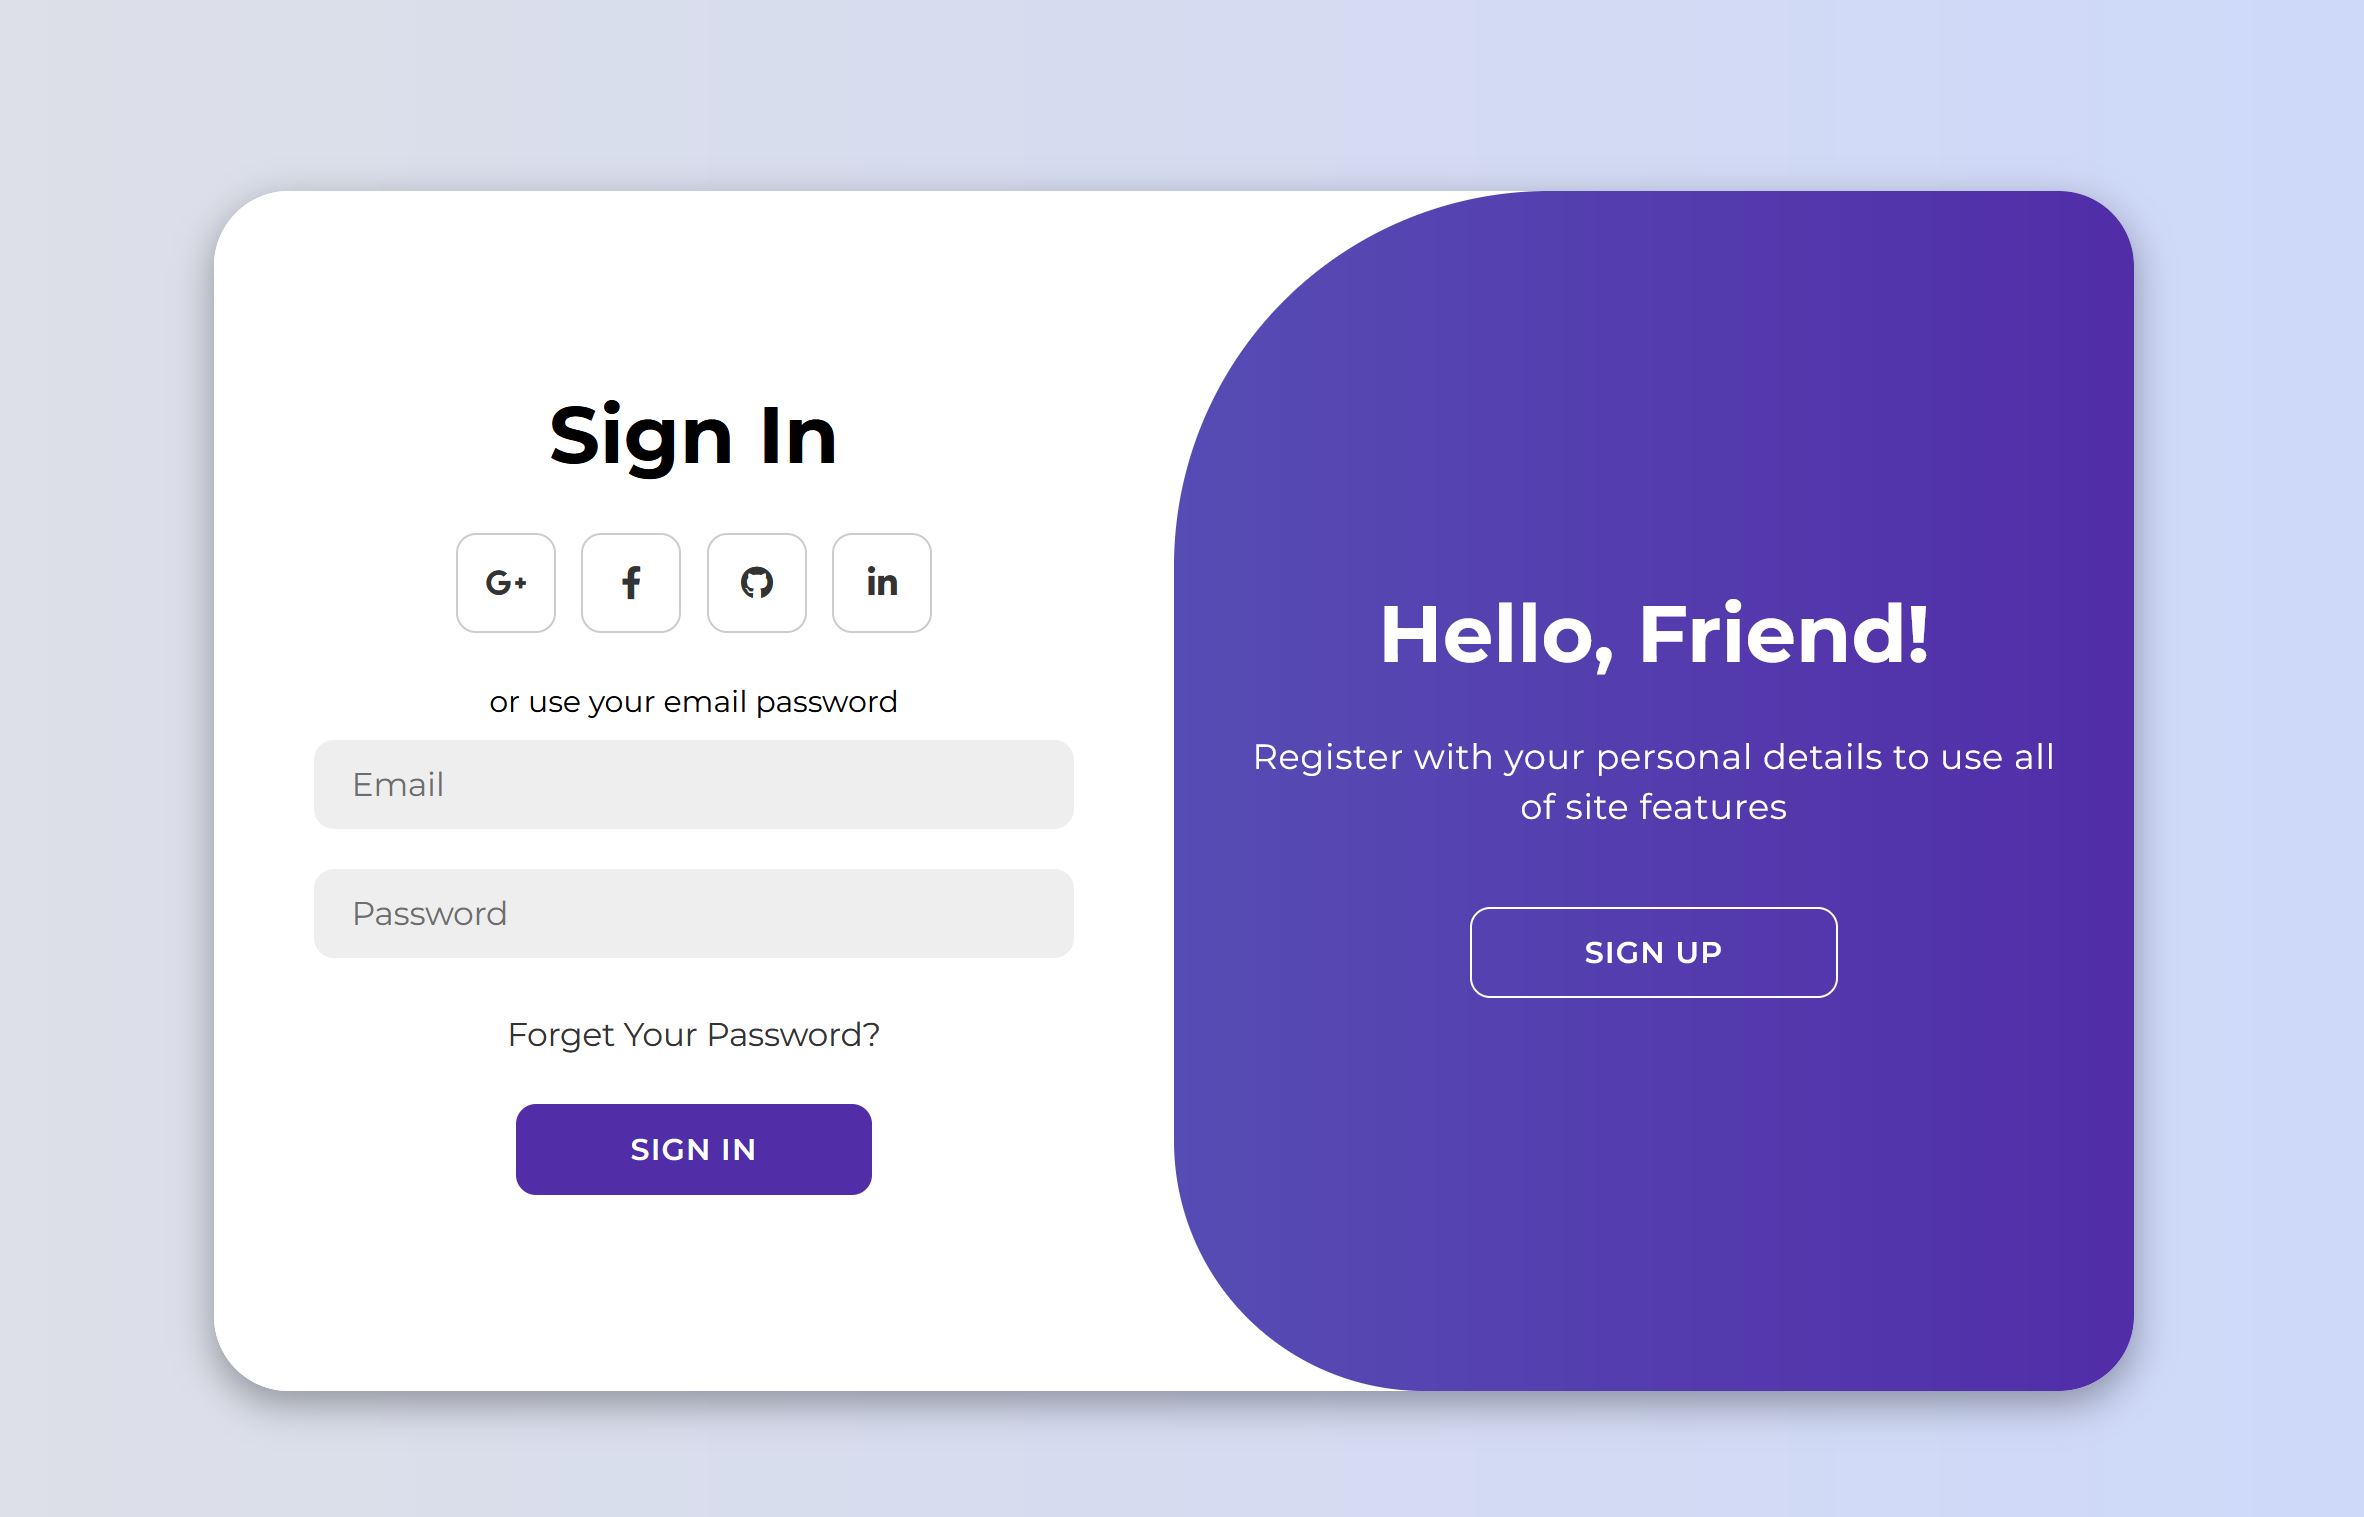 Sign In
G+
f
in
or use your email password
Email
Password
Forget Your Password?
SIGN IN
Hello, Friend!
Register with your personal details to use all
of site features
SIGN UP